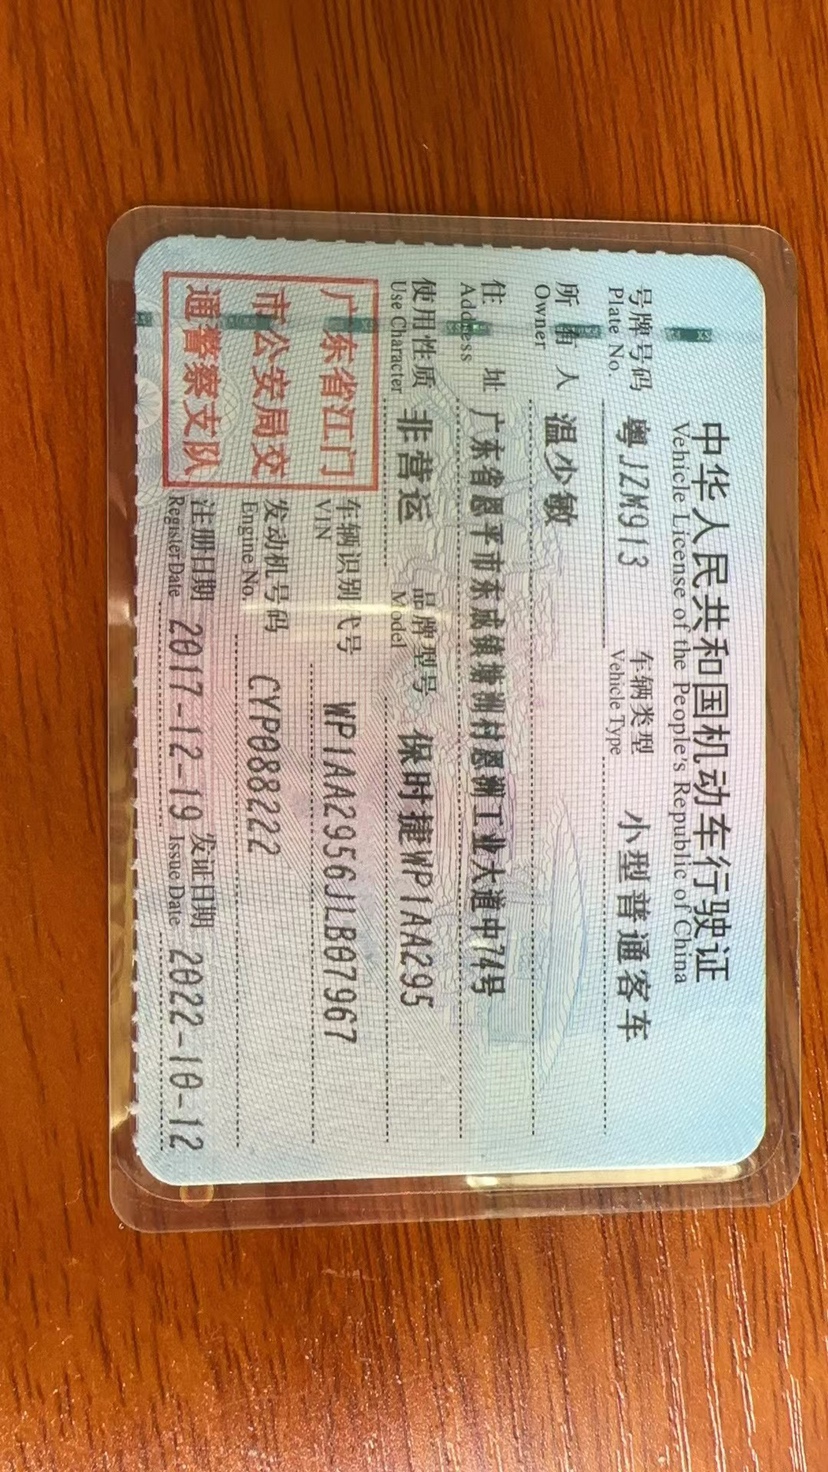 中华人民共和国机动车行驶证
Vehicle License of the People's Republic of China
号牌号码 粤JZM913 车辆类型 小型普通客车
Plate No. Vehicle Type
所有人 温少敏
Owner
住址 广东省恩平市东成镇塘洲村恩洲工业大道中74号
Address
使用性质 非营运 品牌型号 保时捷WP1AA295
Use Character Model
广东省江门
市公安局交
通警察支队
车辆识别代号 WP1AA2956JLB07967
VIN
发动机号码 CYP088222
Engine No.
注册日期 2017-12-19 发证日期 2022-10-12
Register Date Issue Date